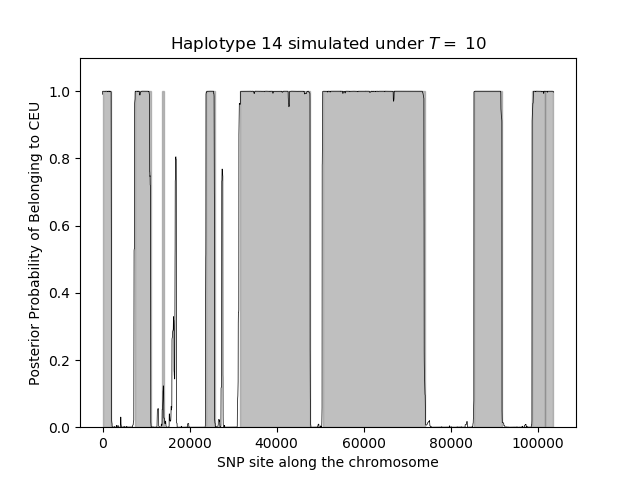 Haplotype 14 simulated under T = 10
Posterior Probability of Belonging to CEU
1.0
0.8
0.6
0.4
0.2
0.0
0 20000 40000 60000 80000 100000
SNP site along the chromosome